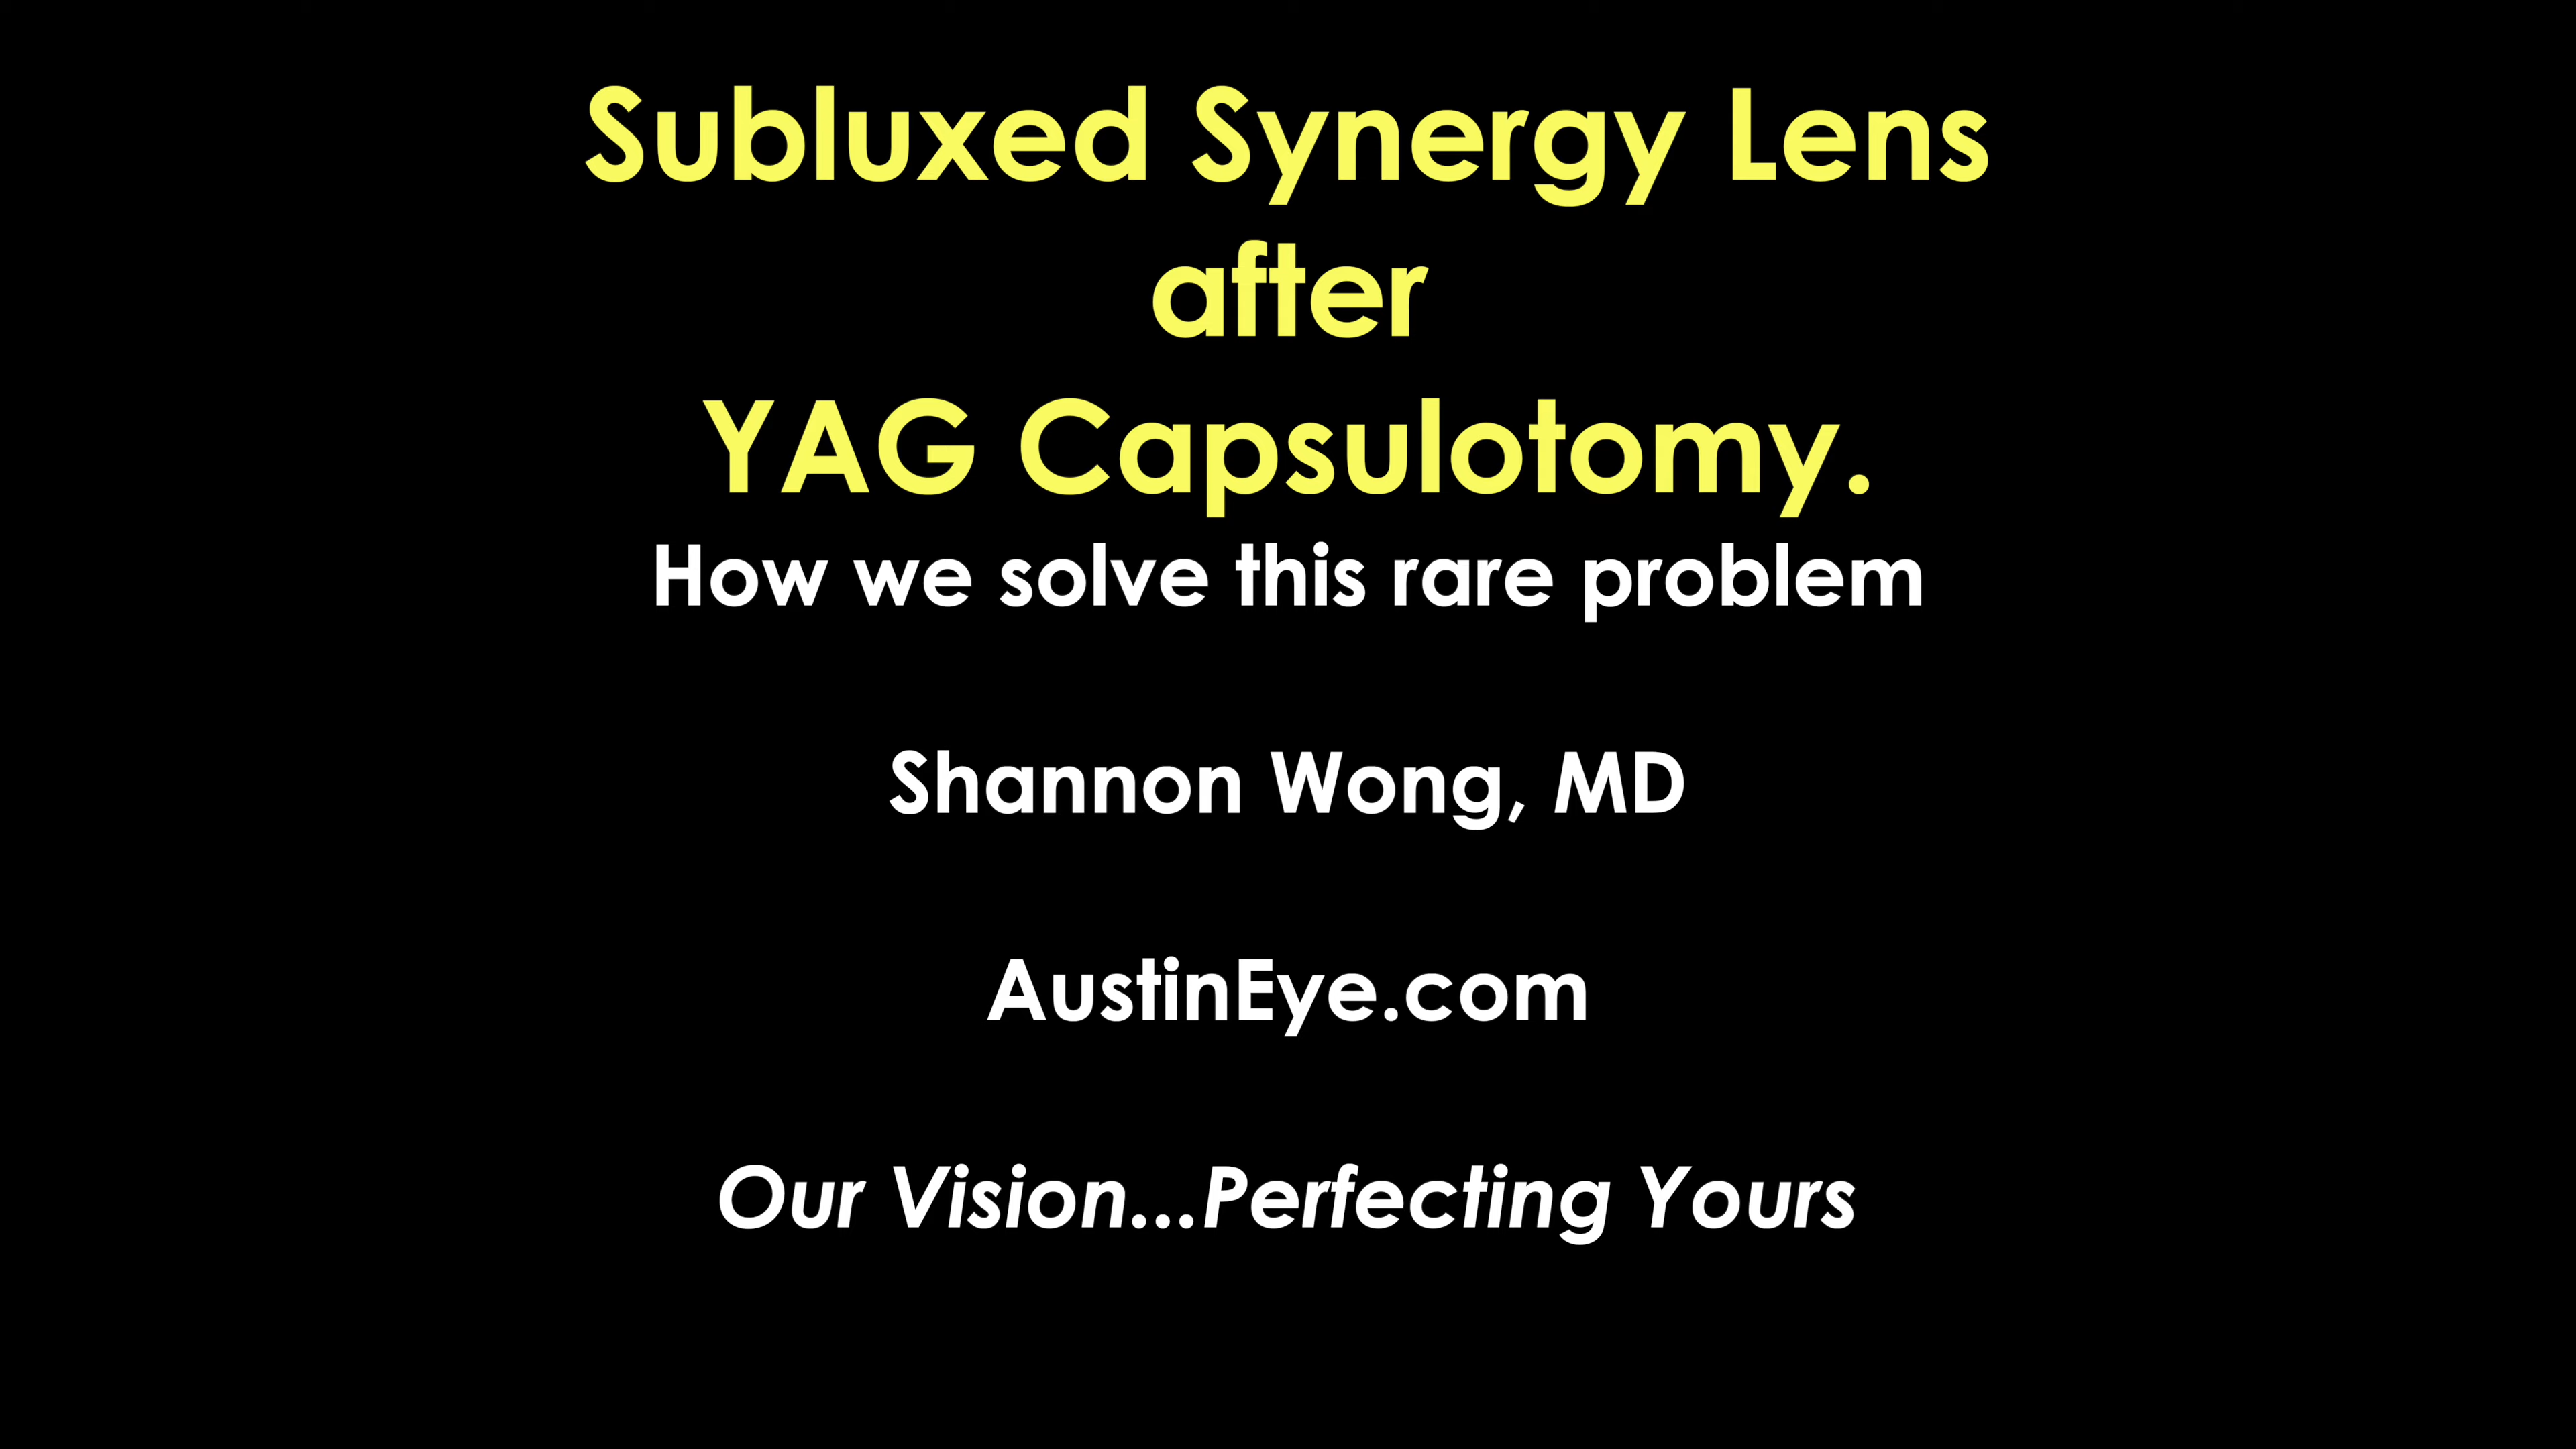 Subluxed Synergy Lens
after
YAG Capsulotomy.
How we solve this rare problem
Shannon Wong, MD
AustinEye.com
Our Vision...Perfecting Yours